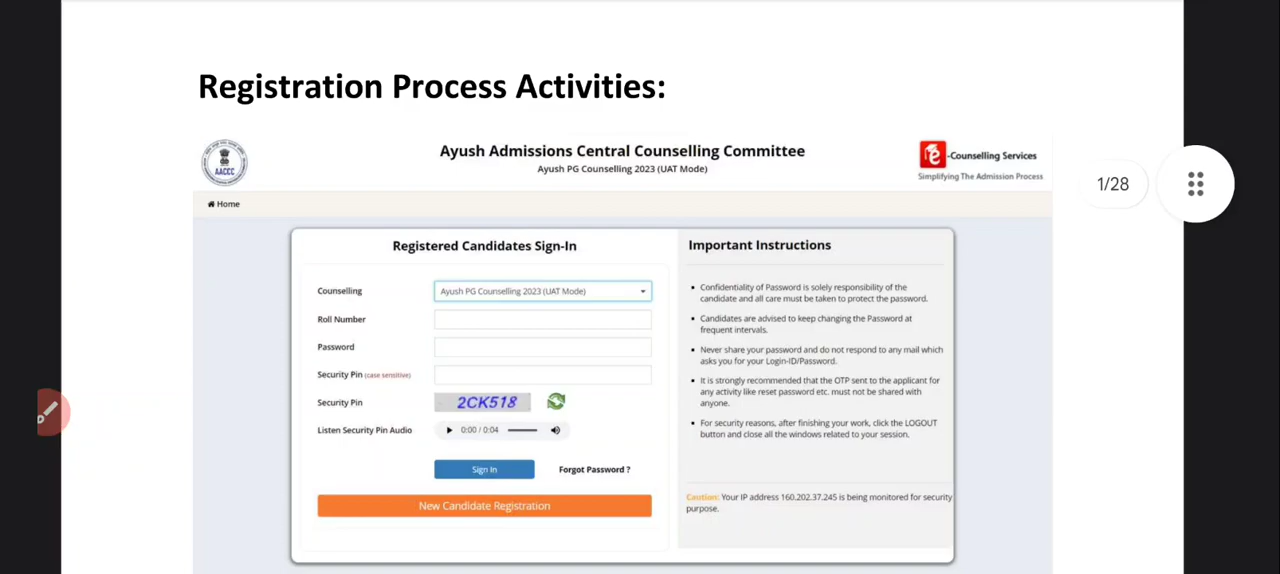 Registration Process Activities:
AACCC
Ayush Admissions Central Counselling Committee
Ayush PG Counselling 2023 (UAT Mode)
e-Counselling Services
Simplifying The Admission Process
1/28
Home
Registered Candidates Sign-In
Counselling
Ayush PG Counselling 2023 (UAT Mode)
Roll Number
Password
Security Pin (case sensitive)
Security Pin
2CK518
Listen Security Pin Audio
0:00 / 0:04
Sign In
Forgot Password ?
New Candidate Registration
Important Instructions
Confidentiality of Password is solely responsibility of the
candidate and all care must be taken to protect the password.
Candidates are advised to keep changing the Password at
frequent intervals.
Never share your password and do not respond to any mail which
asks you for your Login-ID/Password.
It is strongly recommended that the OTP sent to the applicant for
any activity like reset password etc. must not be shared with
anyone.
For security reasons, after finishing your work, click the LOGOUT
button and close all the windows related to your session.
Caution: Your IP address 160.202.37.245 is being monitored for security
purpose.